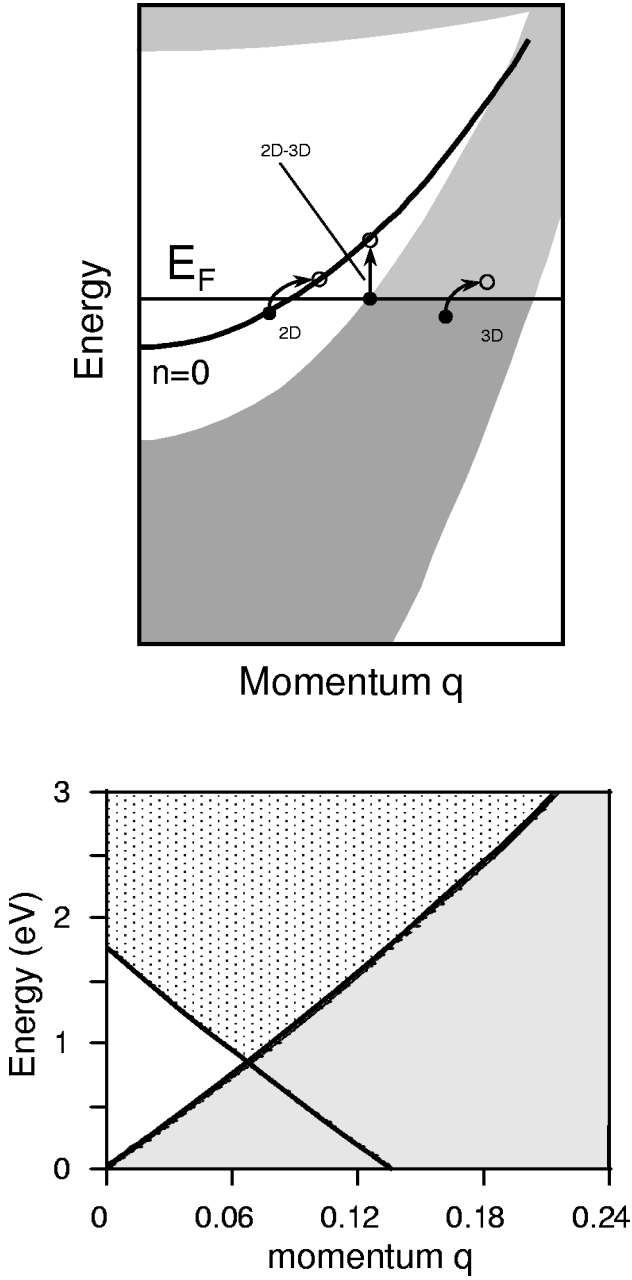 2D-3D
E_F
2D
3D
n=0
Energy
Momentum q
3
2
1
0
Energy (eV)
0
0.06
0.12
0.18
0.24
momentum q